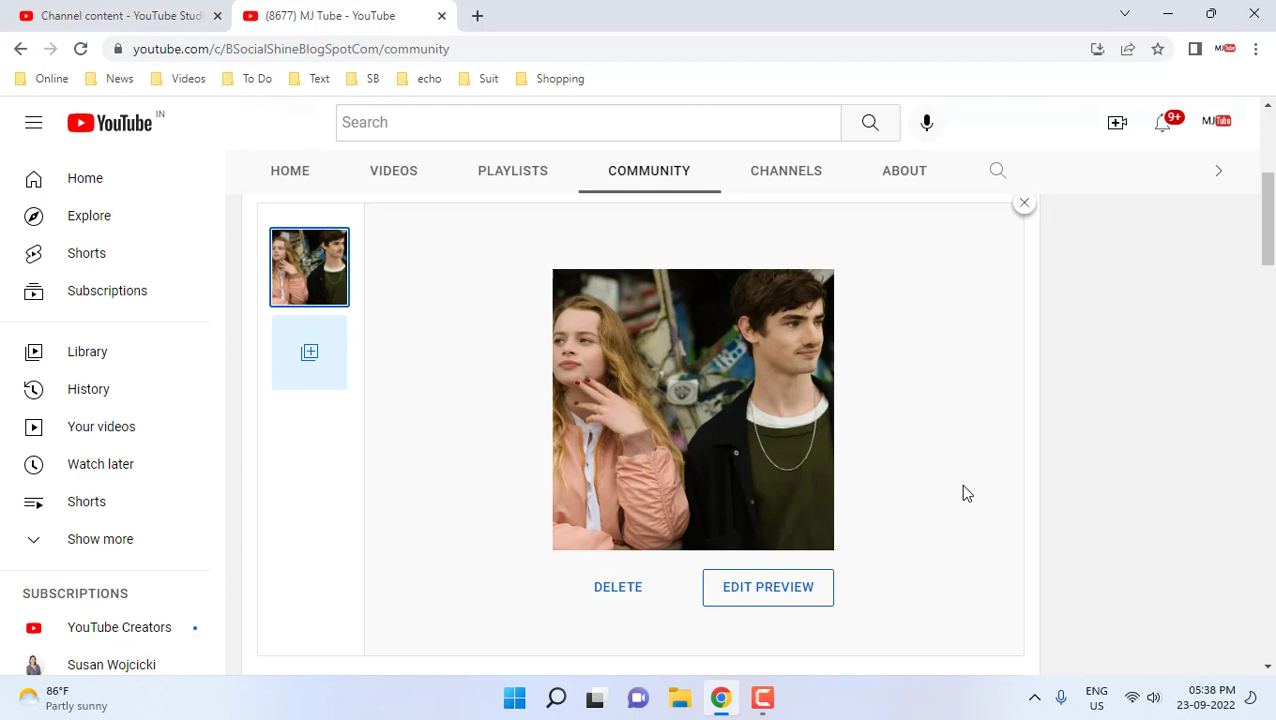 Channel content - YouTube Studi
(8677) MJ Tube - YouTube
youtube.com/c/BSocialShineBlogSpotCom/community
MJTube
Online
News
Videos
To Do
Text
SB
echo
Suit
Shopping
YouTube IN
Search
9+
MJTube
HOME
VIDEOS
PLAYLISTS
COMMUNITY
CHANNELS
ABOUT
Home
Explore
Shorts
Subscriptions
Library
History
Your videos
Watch later
Shorts
Show more
SUBSCRIPTIONS
YouTube Creators
Susan Wojcicki
DELETE
EDIT PREVIEW
86°F
Partly sunny
ENG
US
05:38 PM
23-09-2022